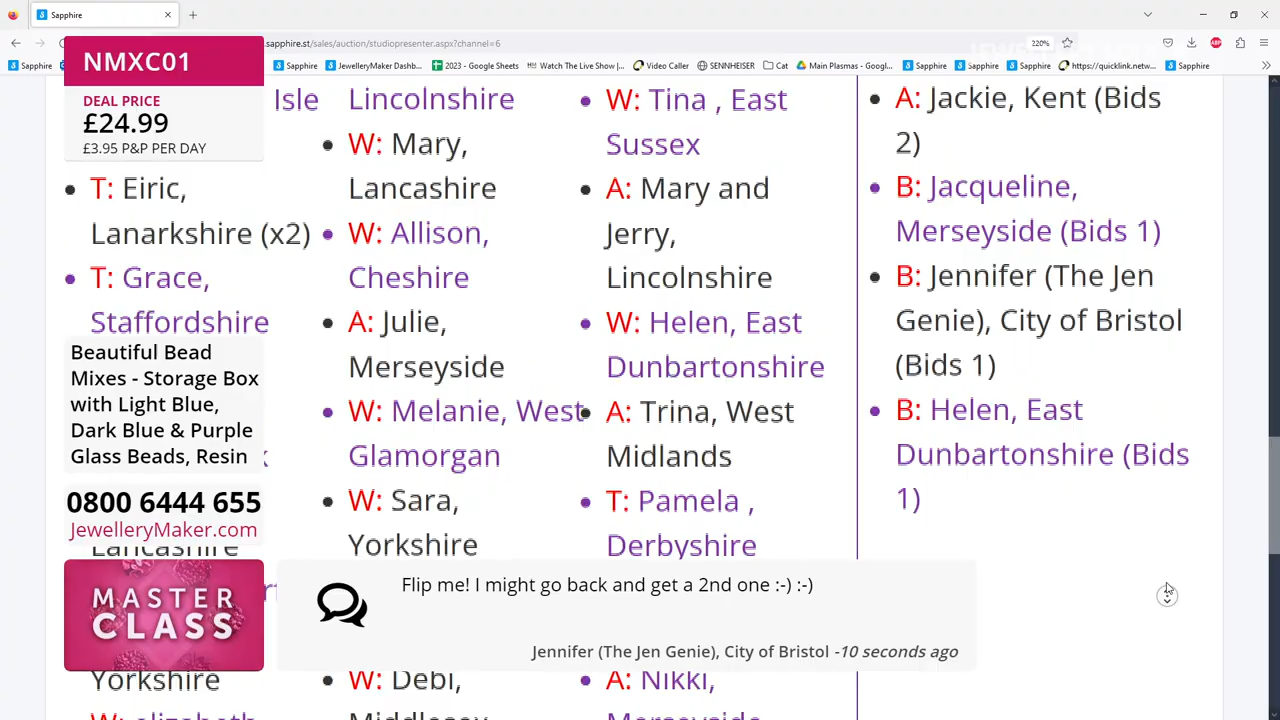 Sapphire
sapphire.st/sales/auction/studiopresenter.aspx?channel=6
220%
Sapphire
Sapphire
JewelleryMaker Dashb...
2023 - Google Sheets
Watch The Live Show |...
Video Caller
SENNHEISER
Cat
Main Plasmas - Googl...
Sapphire
Sapphire
Sapphire
https://quicklink.netw...
Sapphire
NMXC01
DEAL PRICE
£24.99
£3.95 P&P PER DAY
Isle
T: Eiric,
Lanarkshire (x2)
T: Grace,
Staffordshire
Beautiful Bead
Mixes - Storage Box
with Light Blue,
Dark Blue & Purple
Glass Beads, Resin
0800 6444 655
JewelleryMaker.com
Lancashire
MASTER
CLASS
Yorkshire
W: elizabeth
Lincolnshire
W: Mary,
Lancashire
W: Allison,
Cheshire
A: Julie,
Merseyside
W: Melanie, West
Glamorgan
W: Sara,
Yorkshire
W: Debi,
Middlesex
W: Tina , East
Sussex
A: Mary and
Jerry,
Lincolnshire
W: Helen, East
Dunbartonshire
A: Trina, West
Midlands
T: Pamela ,
Derbyshire
A: Nikki,
Merseyside
A: Jackie, Kent (Bids
2)
B: Jacqueline,
Merseyside (Bids 1)
B: Jennifer (The Jen
Genie), City of Bristol
(Bids 1)
B: Helen, East
Dunbartonshire (Bids
1)
Flip me! I might go back and get a 2nd one :-) :-)
Jennifer (The Jen Genie), City of Bristol -10 seconds ago